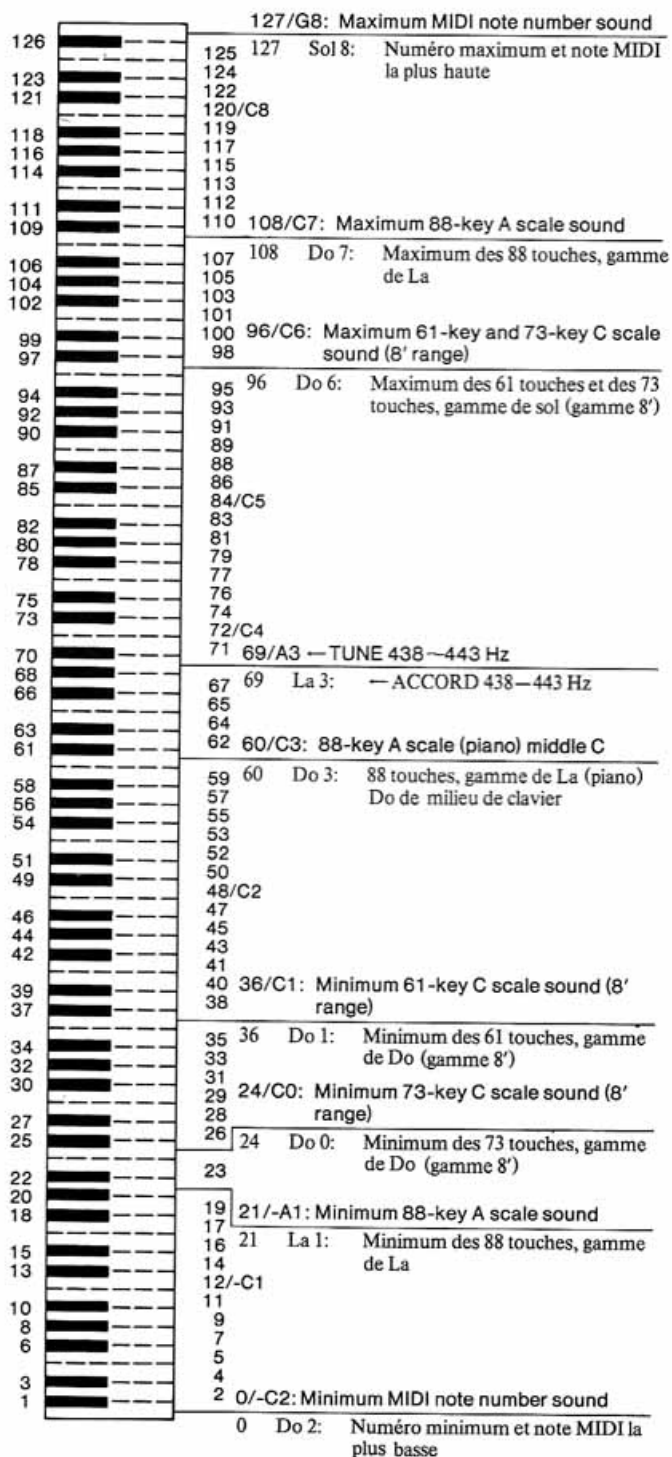 127/G8: Maximum MIDI note number sound
126
125 127 Sol 8: Numéro maximum et note MIDI
124 la plus haute
123
122
121
120/C8
119
118
117
116
115
114
113
112
111
110 108/C7: Maximum 88-key A scale sound
109
107 108 Do 7: Maximum des 88 touches, gamme
106
105 de La
104
103
102
101
100 96/C6: Maximum 61-key and 73-key C scale
99
98 sound (8' range)
97
95 96 Do 6: Maximum des 61 touches et des 73
94
93 touches, gamme de sol (gamme 8')
92
91
90
89
88
87
86
85
84/C5
83
82
81
80
79
78
77
76
75
74
73
72/C4
71 69/A3 ←TUNE 438~443 Hz
70
68
67 69 La 3: ←ACCORD 438–443 Hz
66
65
64
63
62 60/C3: 88-key A scale (piano) middle C
61
59 60 Do 3: 88 touches, gamme de La (piano)
58
57 Do de milieu de clavier
56
55
54
53
52
51
50
49
48/C2
47
46
45
44
43
42
41
40 36/C1: Minimum 61-key C scale sound (8'
39
38 range)
37
35 36 Do 1: Minimum des 61 touches, gamme
34
33 de Do (gamme 8')
32
31
30
29 24/C0: Minimum 73-key C scale sound (8'
28 range)
27
26
25
24 Do 0: Minimum des 73 touches, gamme
de Do (gamme 8')
23
22
20
19 21/-A1: Minimum 88-key A scale sound
18
17
16 21 La 1: Minimum des 88 touches, gamme
15
14 de La
13
12/-C1
11
10
9
8
7
6
5
4
3
2 0/-C2: Minimum MIDI note number sound
1
0 Do 2: Numéro minimum et note MIDI la
plus basse